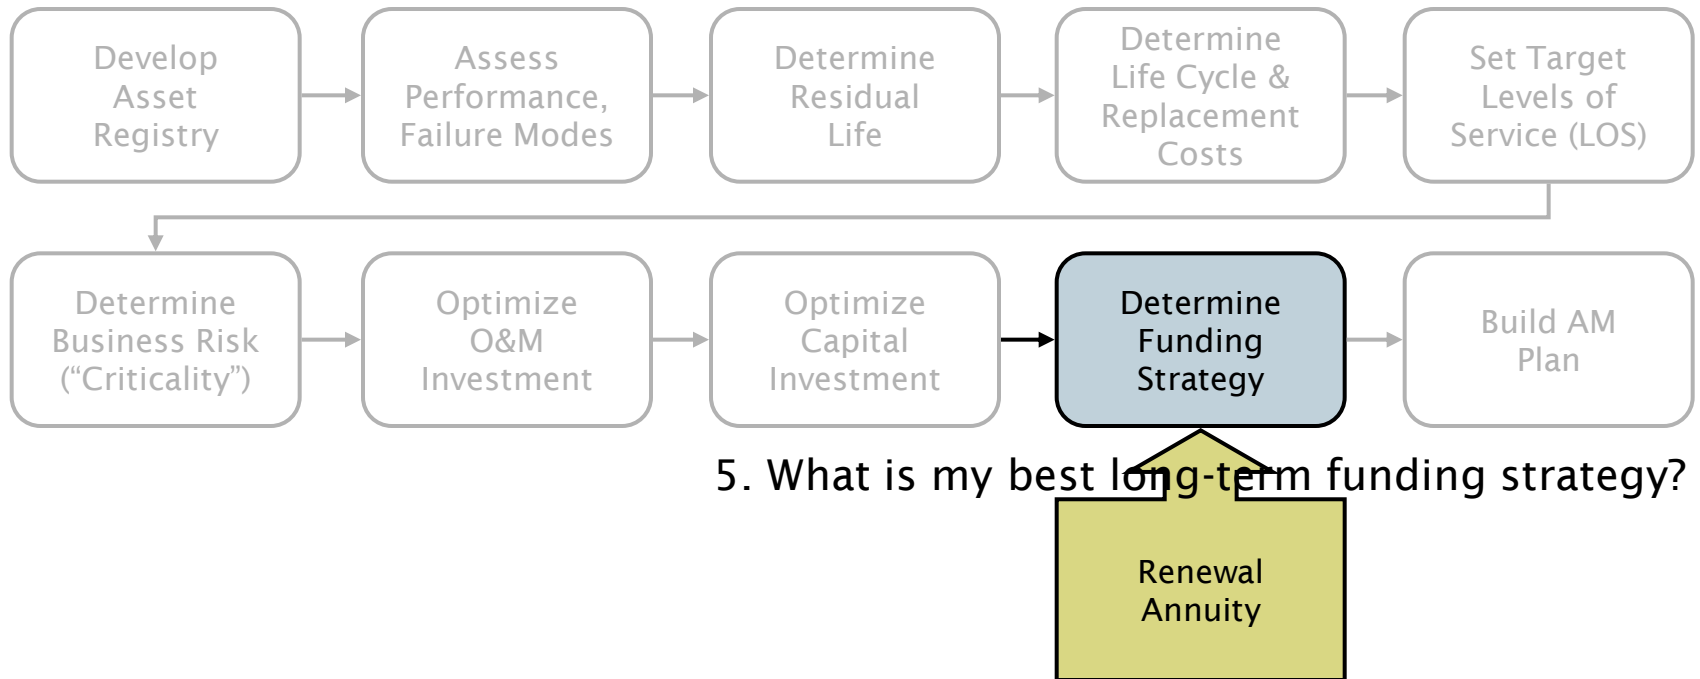 Develop
Asset
Registry
Assess
Performance,
Failure Modes
Determine
Residual
Life
Determine
Life Cycle &
Replacement
Costs
Set Target
Levels of
Service (LOS)
Determine
Business Risk
(“Criticality”)
Optimize
O&M
Investment
Optimize
Capital
Investment
Determine
Funding
Strategy
Build AM
Plan
5. What is my best long-term funding strategy?
Renewal
Annuity